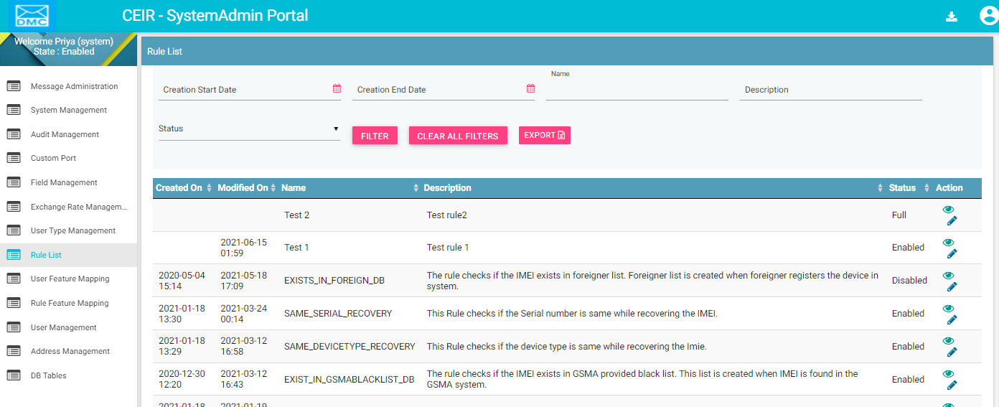 DMC
CEIR - SystemAdmin Portal
Welcome Priya (system)
State : Enabled
Message Administration
System Management
Audit Management
Custom Port
Field Management
Exchange Rate Managem...
User Type Management
Rule List
User Feature Mapping
Rule Feature Mapping
User Management
Address Management
DB Tables
Rule List
Creation Start Date
Creation End Date
Name
Description
Status
FILTER
CLEAR ALL FILTERS
EXPORT
Created On Modified On Name Description Status Action
Test 2 Test rule2 Full
2021-06-15
01:59
Test 1 Test rule 1 Enabled
2020-05-04
15:14
2021-05-18
17:09
EXISTS_IN_FOREIGN_DB
The rule checks if the IMEI exists in foreigner list. Foreigner list is created when foreigner registers the device in
system.
Disabled
2021-01-18
13:30
2021-03-24
00:14
SAME_SERIAL_RECOVERY
This Rule checks if the Serial number is same while recovering the IMEI.
Enabled
2021-01-18
13:29
2021-03-12
16:58
SAME_DEVICETYPE_RECOVERY
This Rule checks if the device type is same while recovering the Imie.
Enabled
2020-12-30
12:20
2021-03-12
16:43
EXIST_IN_GSMABLACKLIST_DB
The rule checks if the IMEI exists in GSMA provided black list. This list is created when IMEI is found in the
GSMA system.
Enabled
2021-01-18 2021-01-19